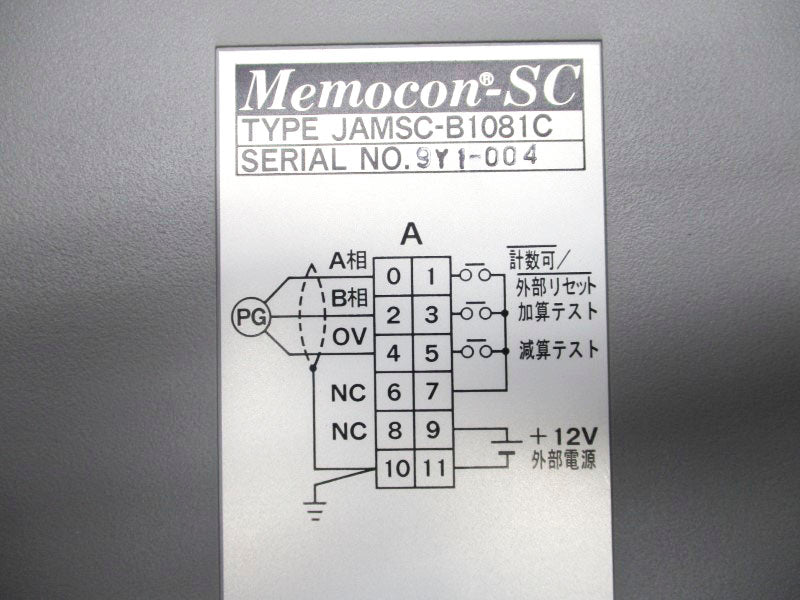 Memocon®-SC
TYPE JAMSC-B1081C
SERIAL NO. 9Y1-004
A
A相 0 1 計数可/
外部リセット
PG B相 2 3 加算テスト
0V 4 5 減算テスト
NC 6 7
NC 8 9 +12V
外部電源
10 11